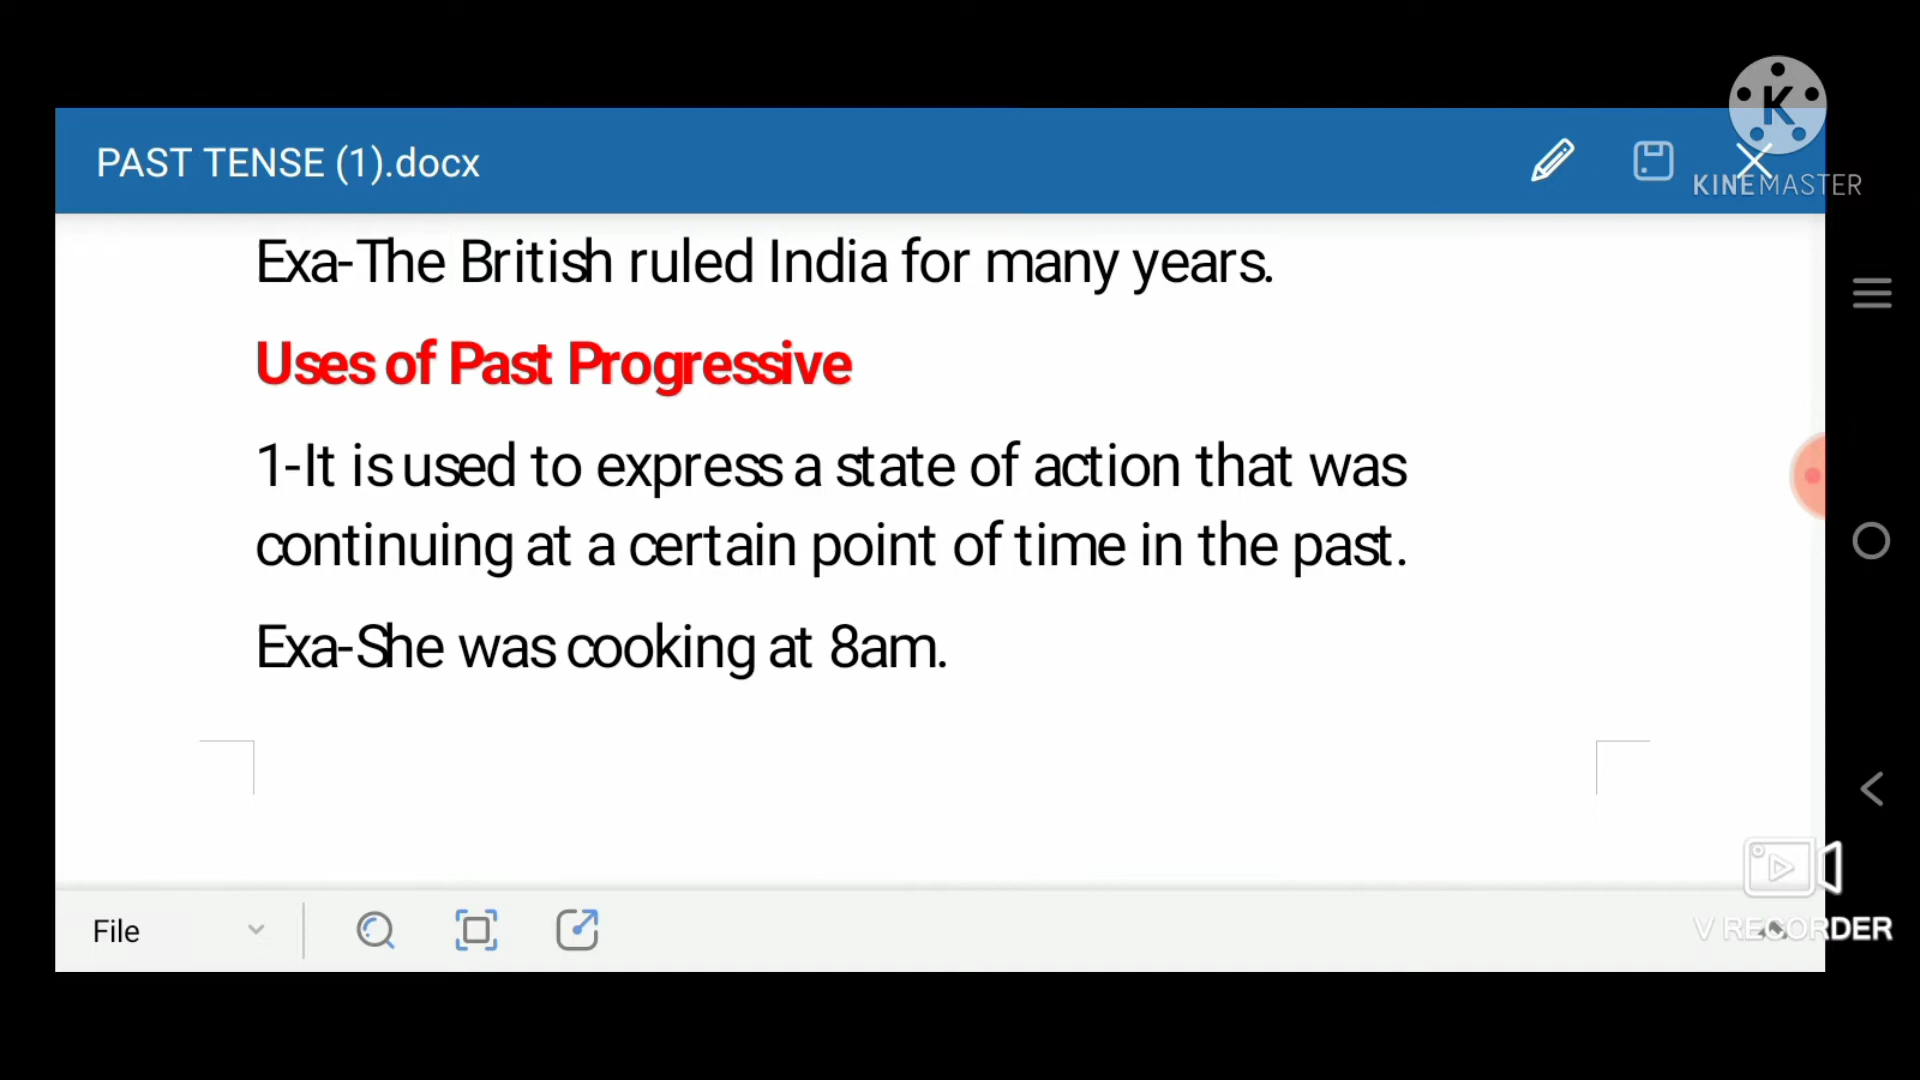 K
PAST TENSE (1).docx
KINEMASTER
Exa-The British ruled India for many years.
Uses of Past Progressive
1-It is used to express a state of action that was
continuing at a certain point of time in the past.
Exa-She was cooking at 8am.
File
V RECORDER